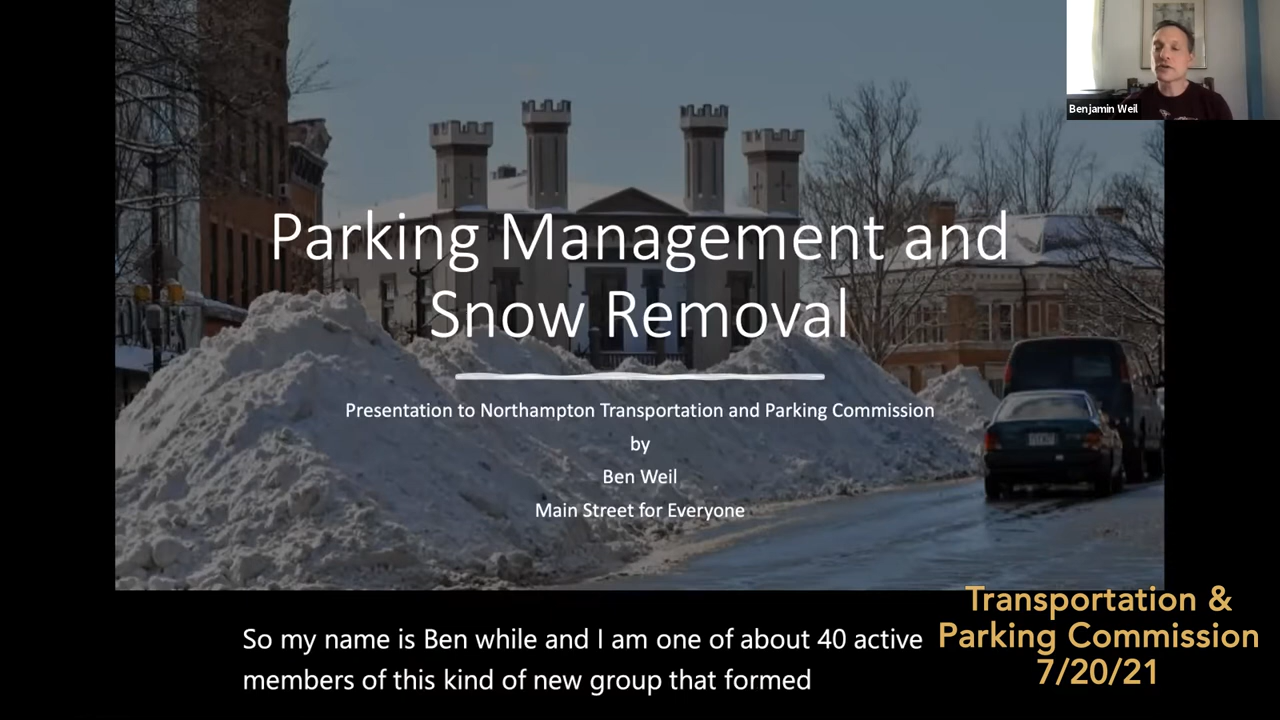 Benjamin Weil
Parking Management and
Snow Removal
Presentation to Northampton Transportation and Parking Commission
by
Ben Weil
Main Street for Everyone
So my name is Ben while and I am one of about 40 active
members of this kind of new group that formed
Transportation &
Parking Commission
7/20/21